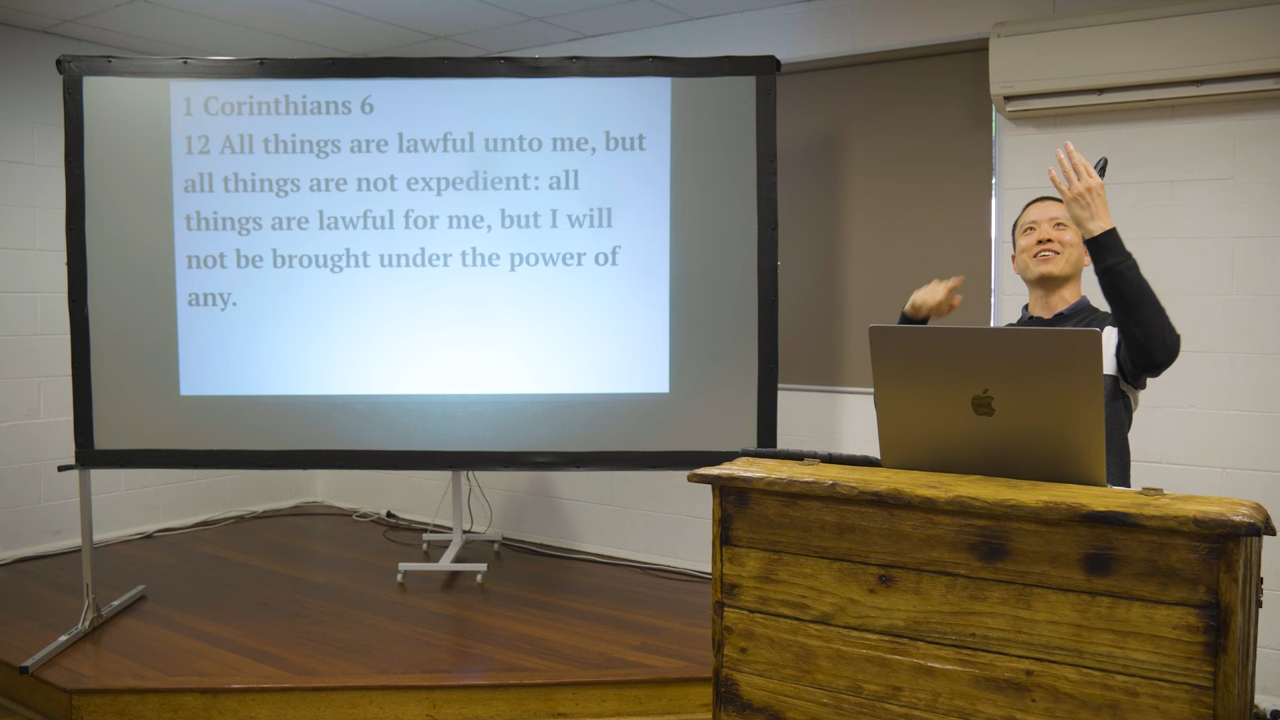 1 Corinthians 6
12 All things are lawful unto me, but
all things are not expedient: all
things are lawful for me, but I will
not be brought under the power of
any.